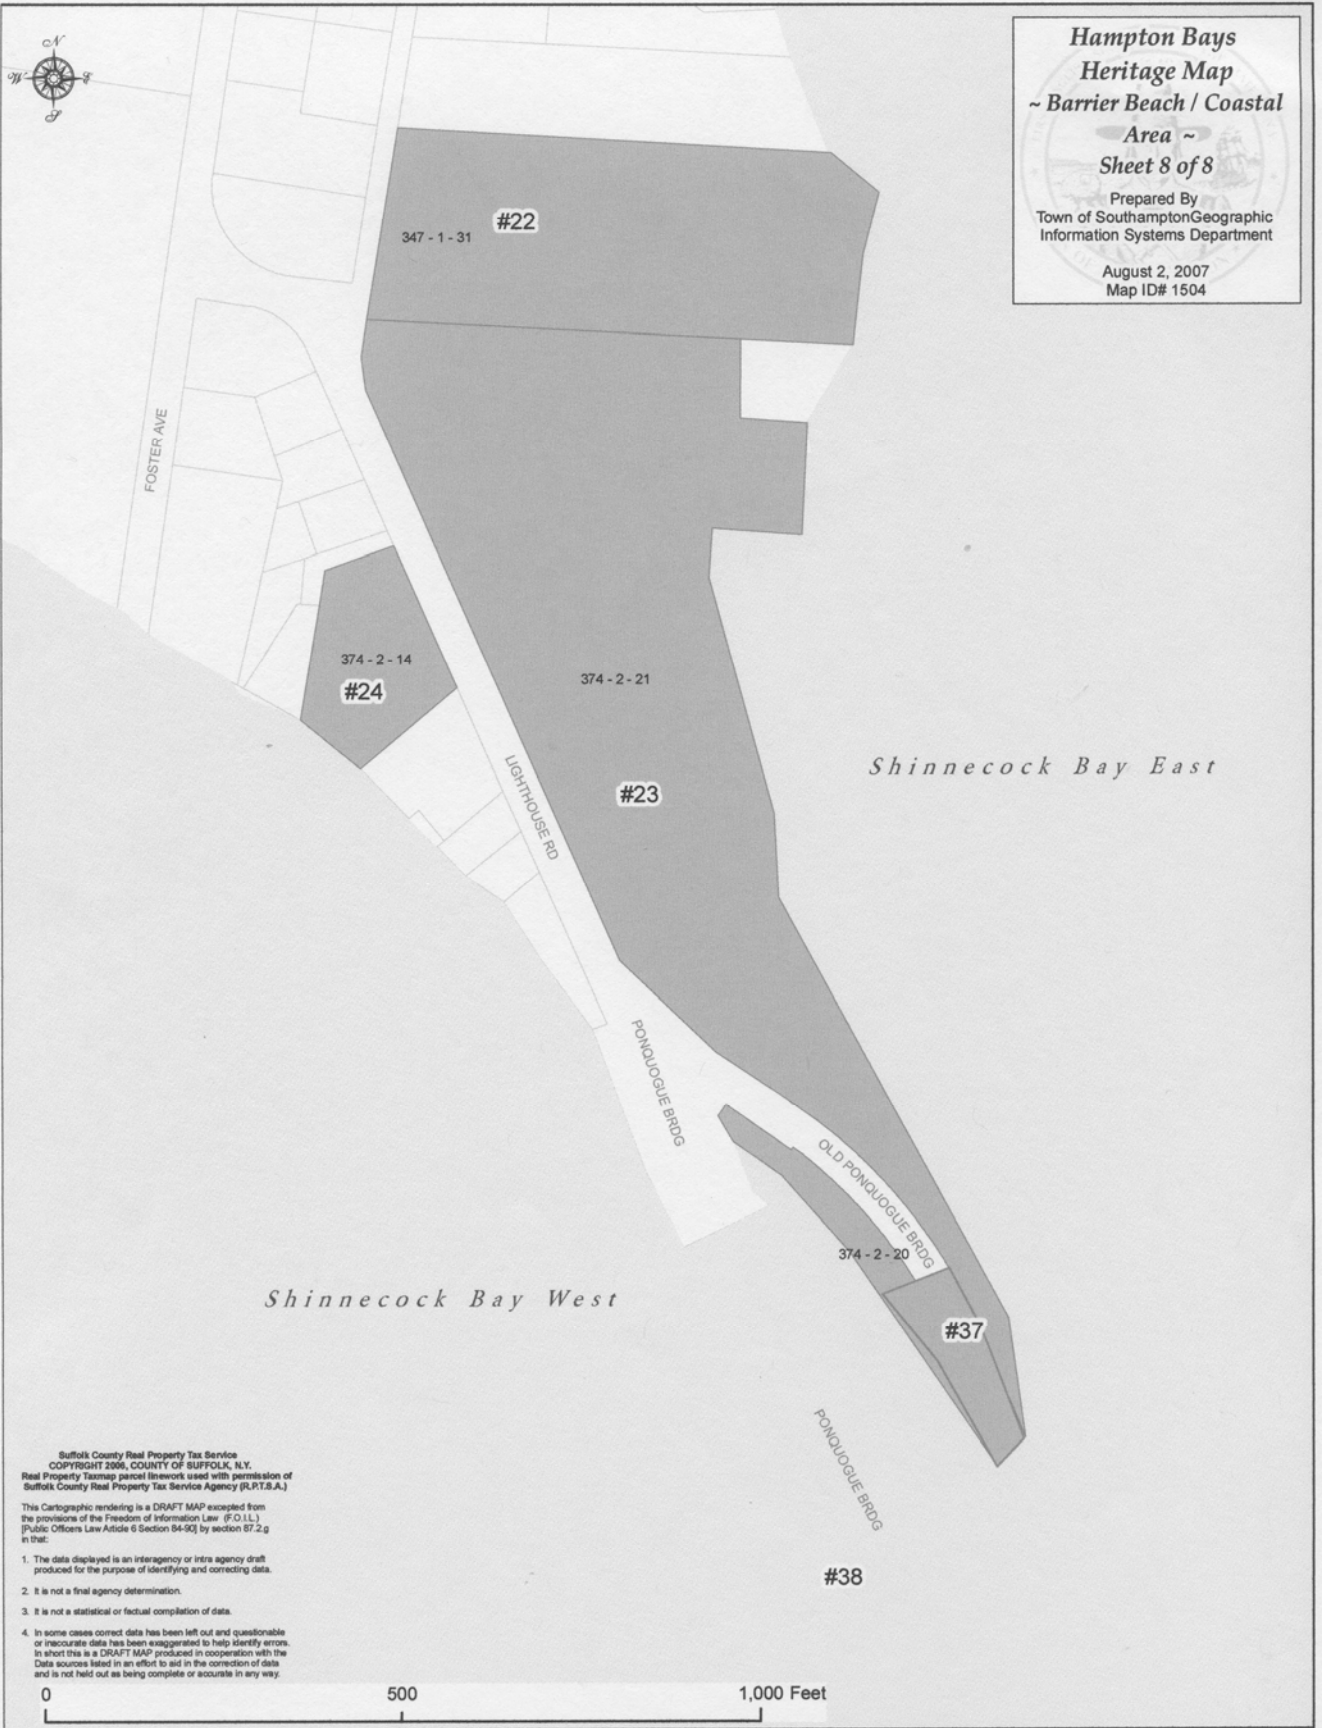 N
W E
S
Hampton Bays
Heritage Map
~ Barrier Beach / Coastal
Area ~
Sheet 8 of 8
Prepared By
Town of SouthamptonGeographic
Information Systems Department
August 2, 2007
Map ID# 1504
#22
347 - 1 - 31
FOSTER AVE
374 - 2 - 14
#24
374 - 2 - 21
#23
LIGHTHOUSE RD
Shinnecock Bay East
PONQUOGUE BRDG
OLD PONQUOGUE BRDG
374 - 2 - 20
Shinnecock Bay West
#37
PONQUOGUE BRDG
#38
Suffolk County Real Property Tax Service
COPYRIGHT 2006, COUNTY OF SUFFOLK, N.Y.
Real Property Taxmap parcel linework used with permission of
Suffolk County Real Property Tax Service Agency (R.P.T.S.A.)
This Cartographic rendering is a DRAFT MAP excepted from
the provisions of the Freedom of Information Law (F.O.I.L.)
[Public Officers Law Article 6 Section 84-90] by section 87.2.g
in that:
1. The data displayed is an interagency or intra agency draft
produced for the purpose of identifying and correcting data.
2. It is not a final agency determination.
3. It is not a statistical or factual compilation of data.
4. In some cases correct data has been left out and questionable
or inaccurate data has been exaggerated to help identify errors.
In short this is a DRAFT MAP produced in cooperation with the
Data sources listed in an effort to aid in the correction of data
and is not held out as being complete or accurate in any way.
0 500 1,000 Feet